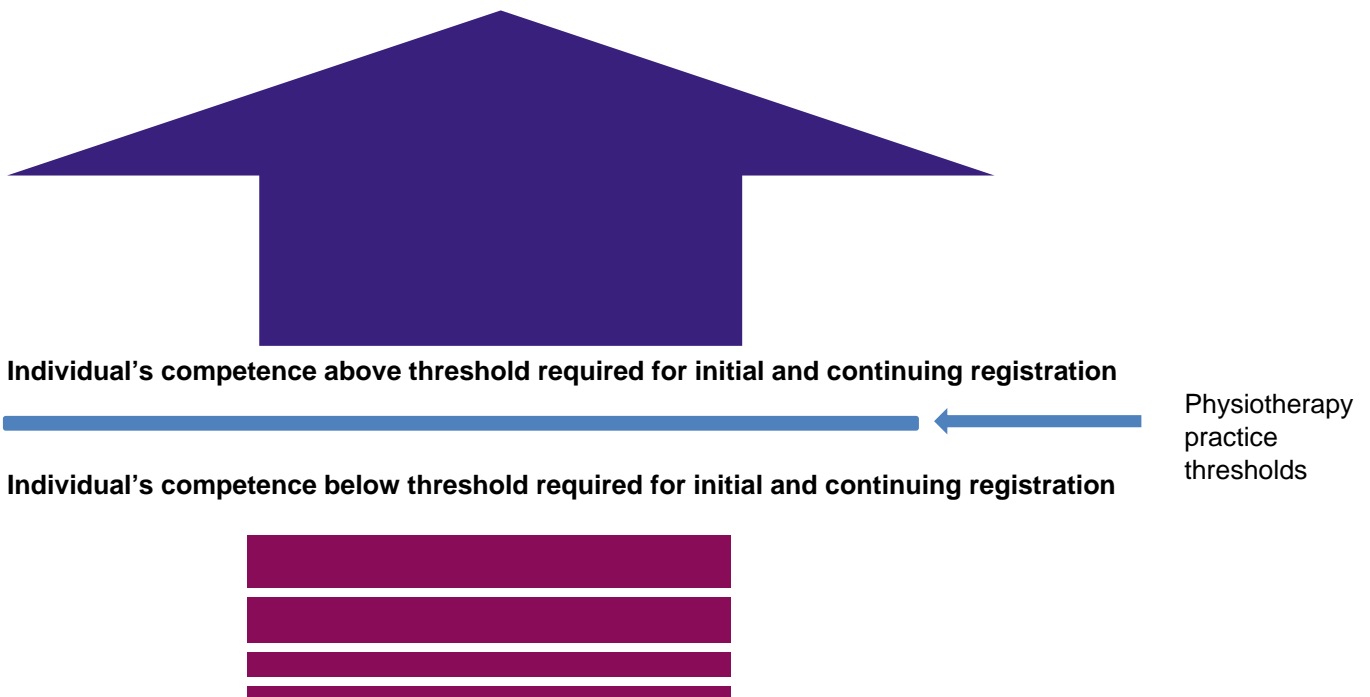 Individual’s competence above threshold required for initial and continuing registration
Physiotherapy
practice
thresholds
Individual’s competence below threshold required for initial and continuing registration